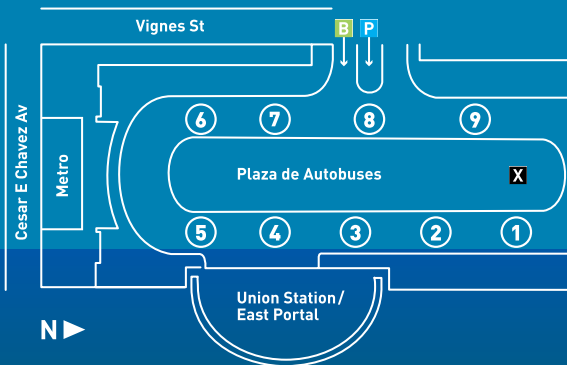 Vignes St
B P
Cesar E Chavez Av
Metro
6 7 8 9
Plaza de Autobuses
X
5 4 3 2 1
Union Station/
East Portal
N